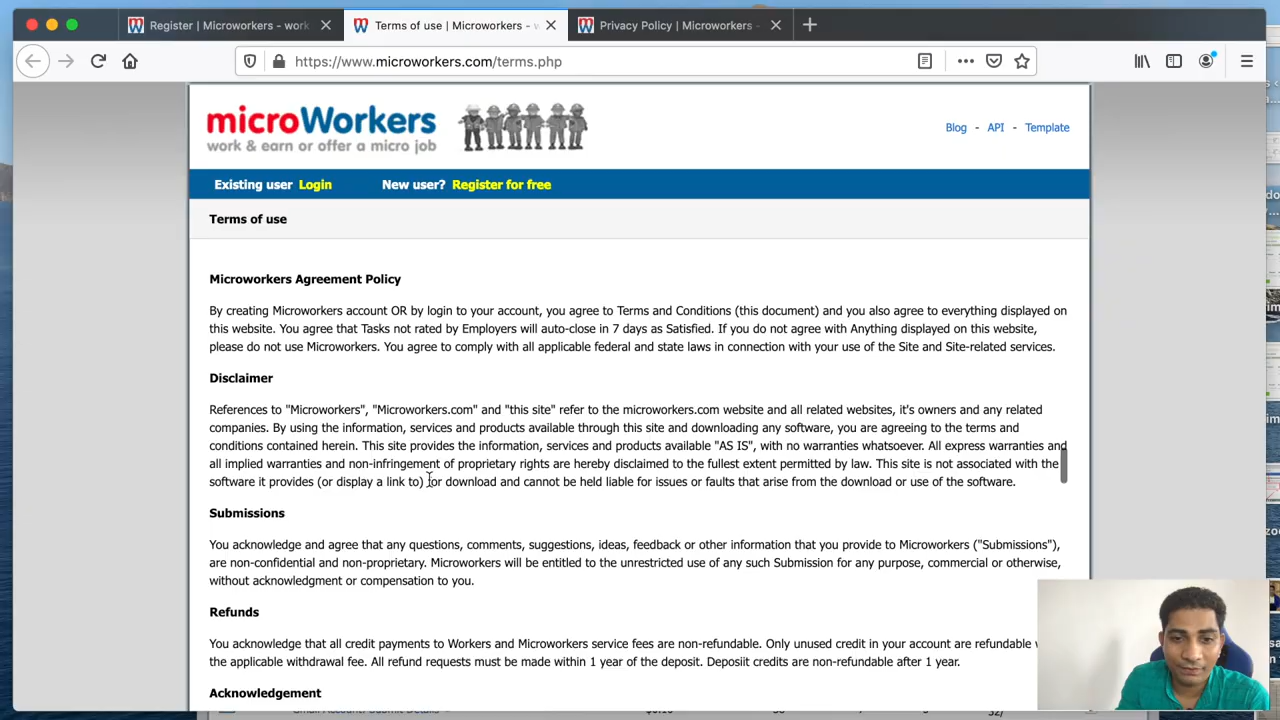 Register | Microworkers - work
Terms of use | Microworkers - w
Privacy Policy | Microworkers -
https://www.microworkers.com/terms.php
microWorkers
work & earn or offer a micro job
Blog - API - Template
Existing user Login New user? Register for free
Terms of use
Microworkers Agreement Policy
By creating Microworkers account OR by login to your account, you agree to Terms and Conditions (this document) and you also agree to everything displayed on
this website. You agree that Tasks not rated by Employers will auto-close in 7 days as Satisfied. If you do not agree with Anything displayed on this website,
please do not use Microworkers. You agree to comply with all applicable federal and state laws in connection with your use of the Site and Site-related services.
Disclaimer
References to "Microworkers", "Microworkers.com" and "this site" refer to the microworkers.com website and all related websites, it's owners and any related
companies. By using the information, services and products available through this site and downloading any software, you are agreeing to the terms and
conditions contained herein. This site provides the information, services and products available "AS IS", with no warranties whatsoever. All express warranties and
all implied warranties and non-infringement of proprietary rights are hereby disclaimed to the fullest extent permitted by law. This site is not associated with the
software it provides (or display a link to) for download and cannot be held liable for issues or faults that arise from the download or use of the software.
Submissions
You acknowledge and agree that any questions, comments, suggestions, ideas, feedback or other information that you provide to Microworkers ("Submissions"),
are non-confidential and non-proprietary. Microworkers will be entitled to the unrestricted use of any such Submission for any purpose, commercial or otherwise,
without acknowledgment or compensation to you.
Refunds
You acknowledge that all credit payments to Workers and Microworkers service fees are non-refundable. Only unused credit in your account are refundable
the applicable withdrawal fee. All refund requests must be made within 1 year of the deposit. Deposiit credits are non-refundable after 1 year.
Acknowledgement